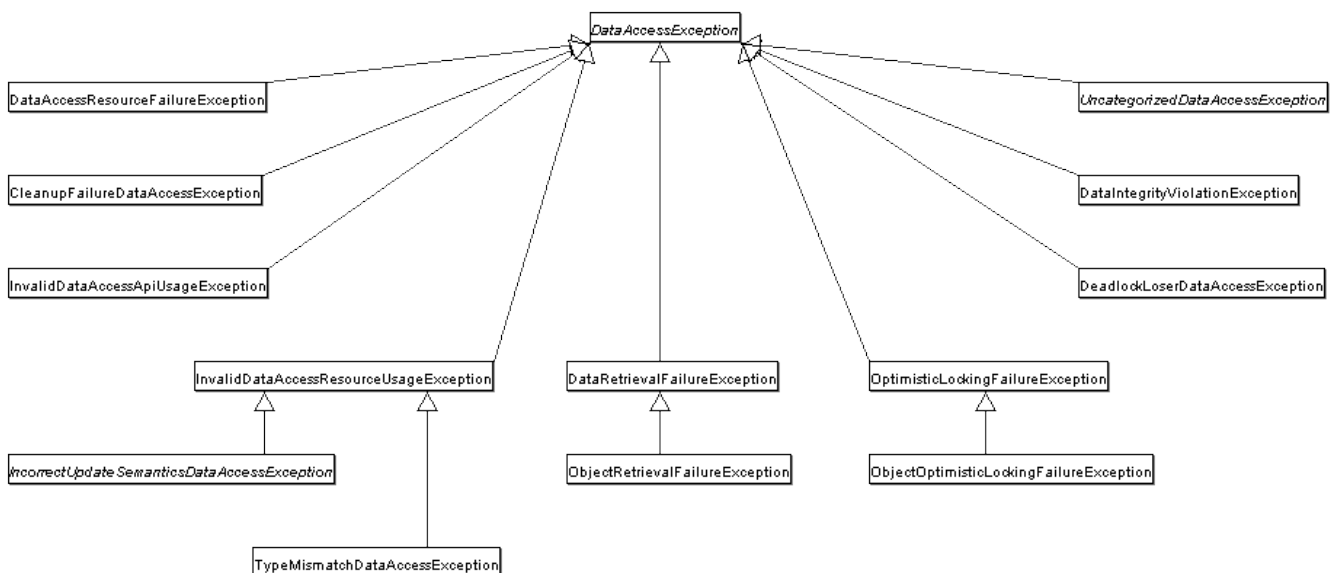 DataAccessException
DataAccessResourceFailureException
UncategorizedDataAccessException
CleanupFailureDataAccessException
DataIntegrityViolationException
InvalidDataAccessApiUsageException
DeadlockLoserDataAccessException
InvalidDataAccessResourceUsageException
DataRetrievalFailureException
OptimisticLockingFailureException
IncorrectUpdateSemanticsDataAccessException
ObjectRetrievalFailureException
ObjectOptimisticLockingFailureException
TypeMismatchDataAccessException